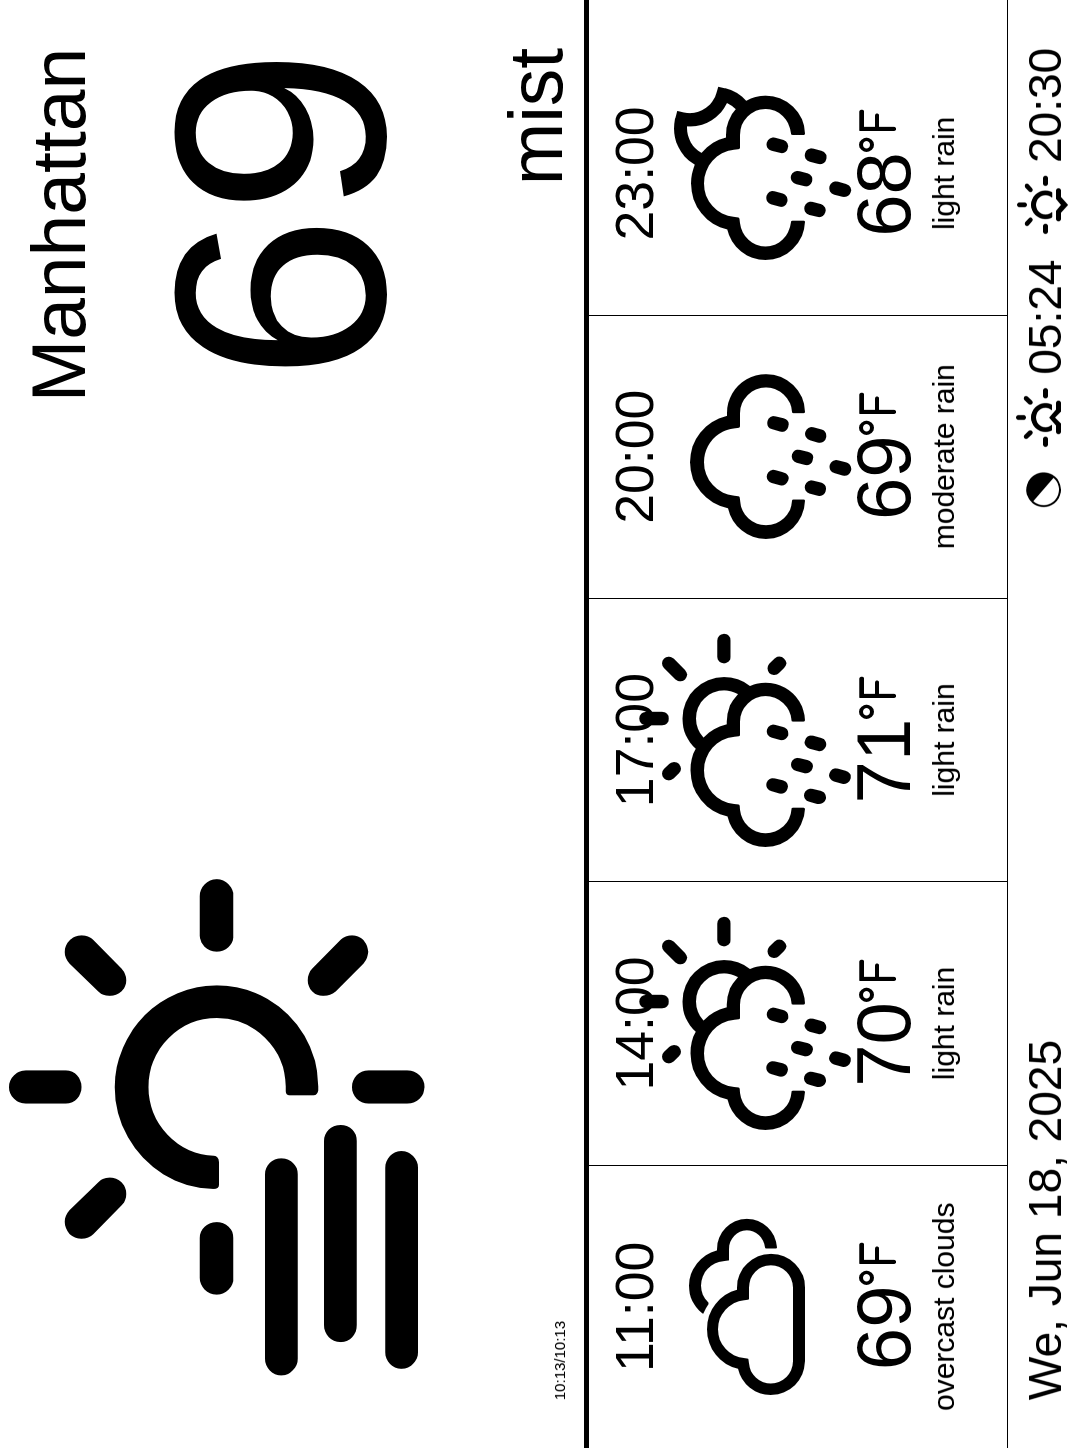 Manhattan
69
mist
10:13/10:13
11:00 14:00 17:00 20:00 23:00
69°F 70°F 71°F 69°F 68°F
overcast clouds light rain light rain moderate rain light rain
We, Jun 18, 2025 05:24 20:30